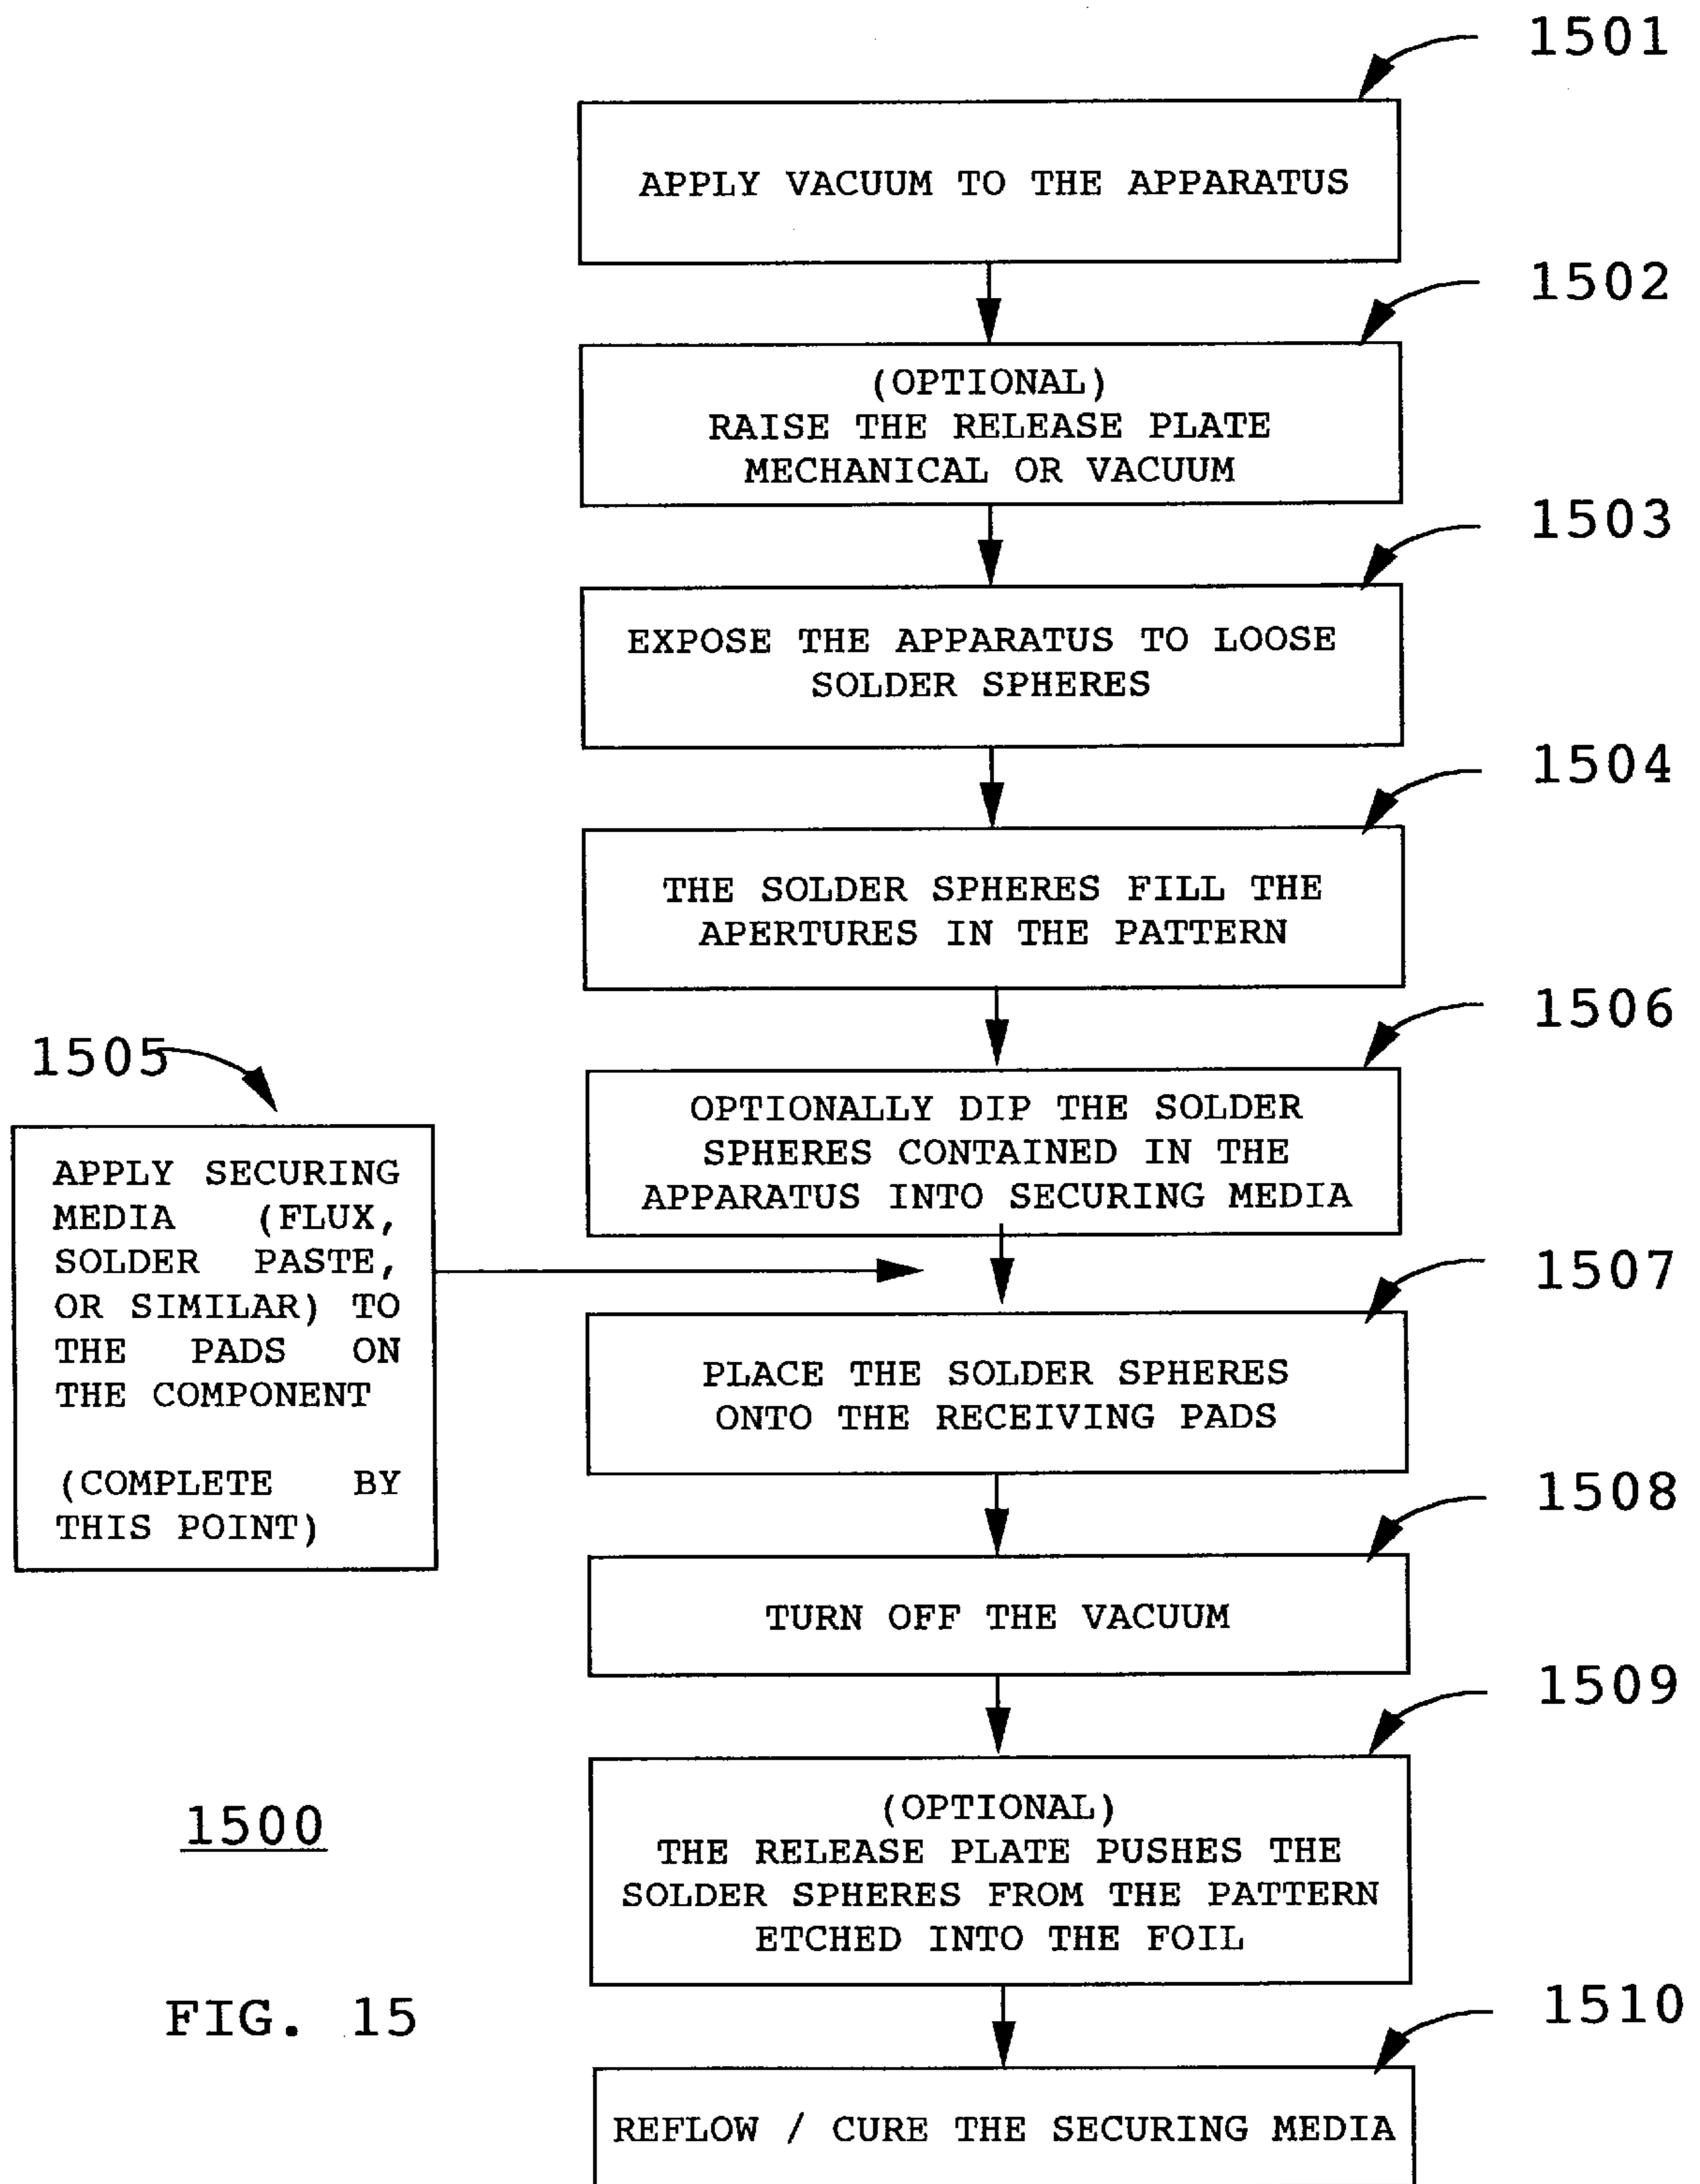 1501
APPLY VACUUM TO THE APPARATUS
1502
(OPTIONAL)
RAISE THE RELEASE PLATE
MECHANICAL OR VACUUM
1503
EXPOSE THE APPARATUS TO LOOSE
SOLDER SPHERES
1504
THE SOLDER SPHERES FILL THE
APERTURES IN THE PATTERN
1506
OPTIONALLY DIP THE SOLDER
SPHERES CONTAINED IN THE
APPARATUS INTO SECURING MEDIA
1505
APPLY SECURING
MEDIA (FLUX,
SOLDER PASTE,
OR SIMILAR) TO
THE PADS ON
THE COMPONENT
(COMPLETE BY
THIS POINT)
1507
PLACE THE SOLDER SPHERES
ONTO THE RECEIVING PADS
1508
TURN OFF THE VACUUM
1509
(OPTIONAL)
THE RELEASE PLATE PUSHES THE
SOLDER SPHERES FROM THE PATTERN
ETCHED INTO THE FOIL
1500
FIG. 15
1510
REFLOW / CURE THE SECURING MEDIA